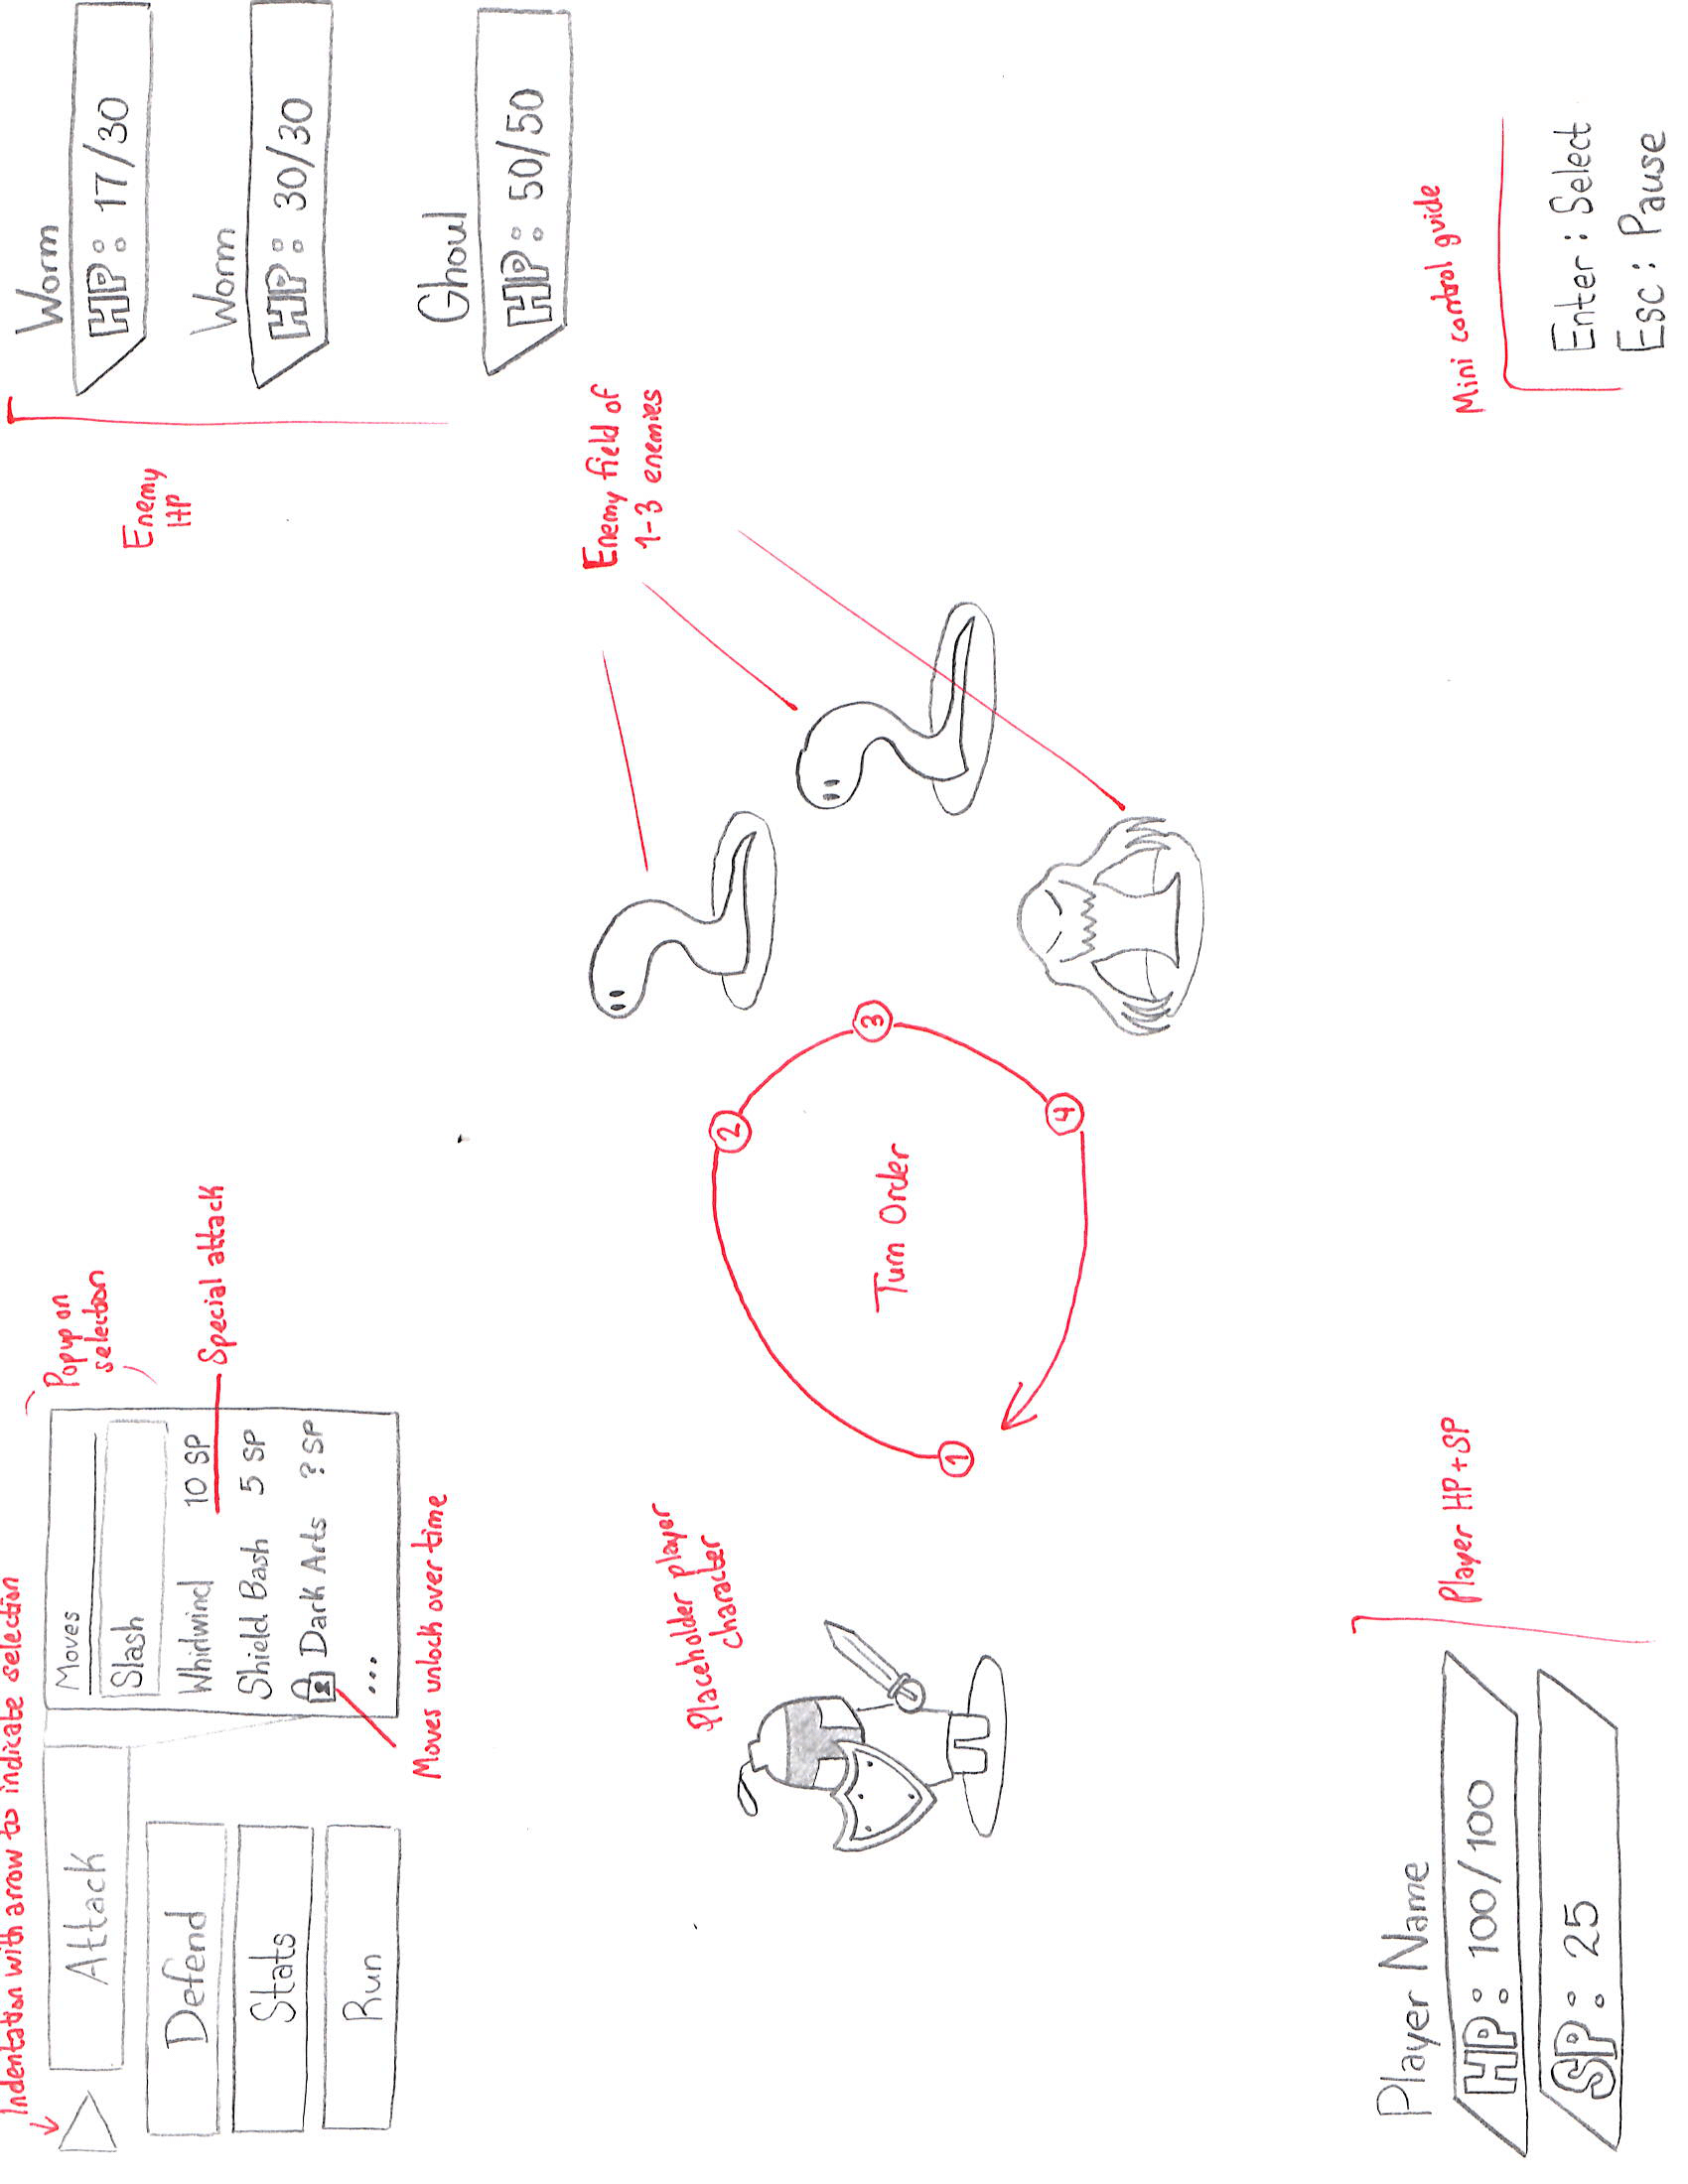 Indentation with arrow to indicate selection
Attack
Defend
Stats
Run
Moves
Slash
Whirlwind 10 SP
Shield Bash 5 SP
Dark Arts ? SP
...
Popup on
selection
Special attack
Moves unlock over time
Worm
HP: 17/30
Worm
HP: 30/30
Ghoul
HP: 50/50
Enemy
HP
Enemy field of
1-3 enemies
Placeholder player
character
Turn Order
1
2
3
4
Player Name
HP: 100/100
SP: 25
Player HP+SP
Mini control guide
Enter: Select
Esc: Pause